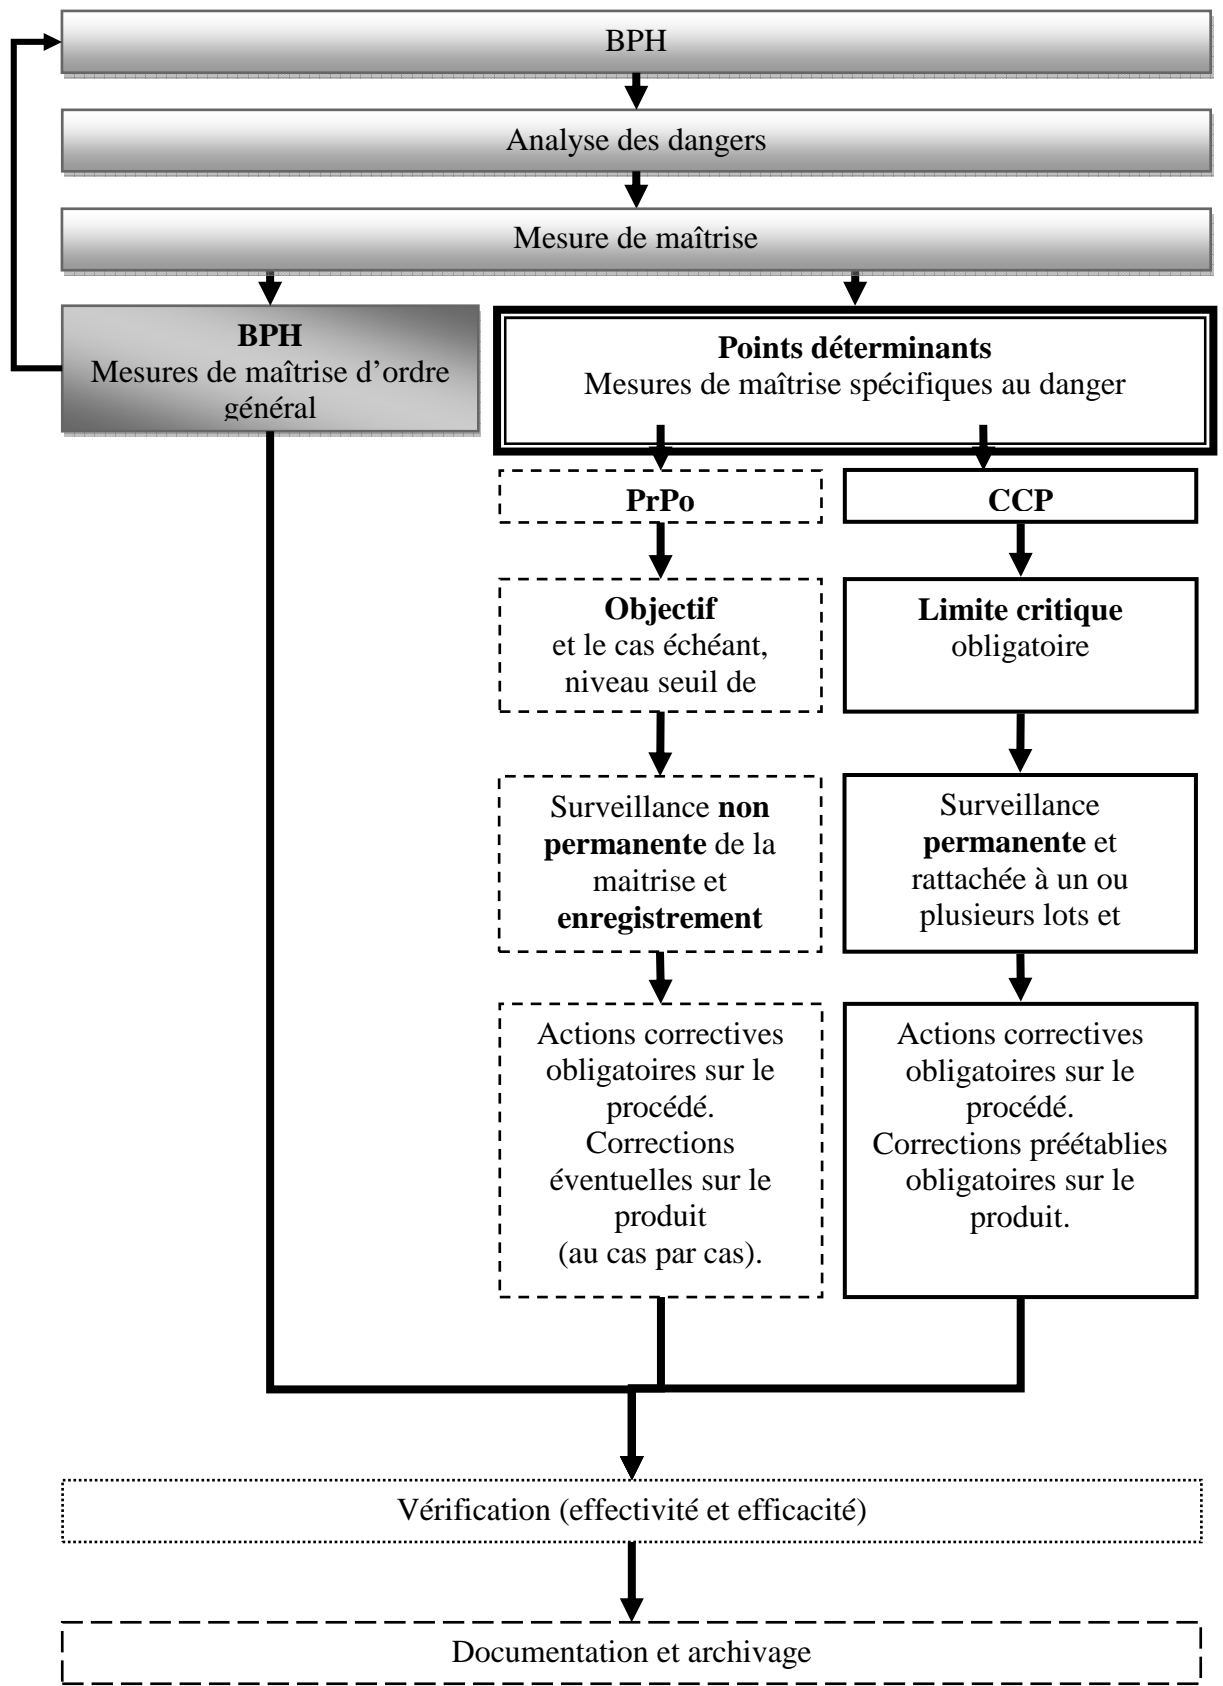 BPH
Analyse des dangers
Mesure de maîtrise
BPH
Mesures de maîtrise d’ordre
général
Points déterminants
Mesures de maîtrise spécifiques au danger
PrPo
CCP
Objectif
et le cas échéant,
niveau seuil de
Limite critique
obligatoire
Surveillance non
permanente de la
maitrise et
enregistrement
Surveillance
permanente et
rattachée à un ou
plusieurs lots et
Actions correctives
obligatoires sur le
procédé.
Corrections
éventuelles sur le
produit
(au cas par cas).
Actions correctives
obligatoires sur le
procédé.
Corrections préétablies
obligatoires sur le
produit.
Vérification (effectivité et efficacité)
Documentation et archivage